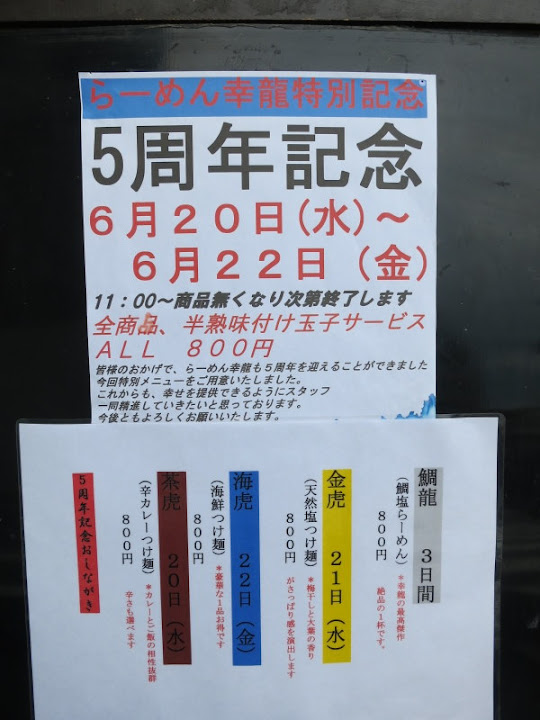 らーめん幸龍特別記念
5周年記念
6月20日(水)~
6月22日(金)
11:00~商品無くなり次第終了します
全商品、半熟味付け玉子サービス
ALL 800円
皆様のおかげで、らーめん幸龍も5周年を迎えることができました
今回特別メニューをご用意いたしました。
これからも、幸せを提供できるようにスタッフ
一同精進していきたいと思っております。
今後ともよろしくお願いいたします。
鯛龍 3日間
(鯛塩らーめん)
800円
*幸龍の最高傑作
絶品の1杯です。
金虎 21日(水)
(天然塩つけ麺)
800円
*梅干しと大葉の香り
がさっぱり感を演出します
海虎 22日(金)
(海鮮つけ麺)
800円
*豪華な1品お得です
茶虎 20日(水)
(辛カレーつけ麺)
800円
*カレーとご飯の相性抜群
辛さも選べます
5周年記念おしながき